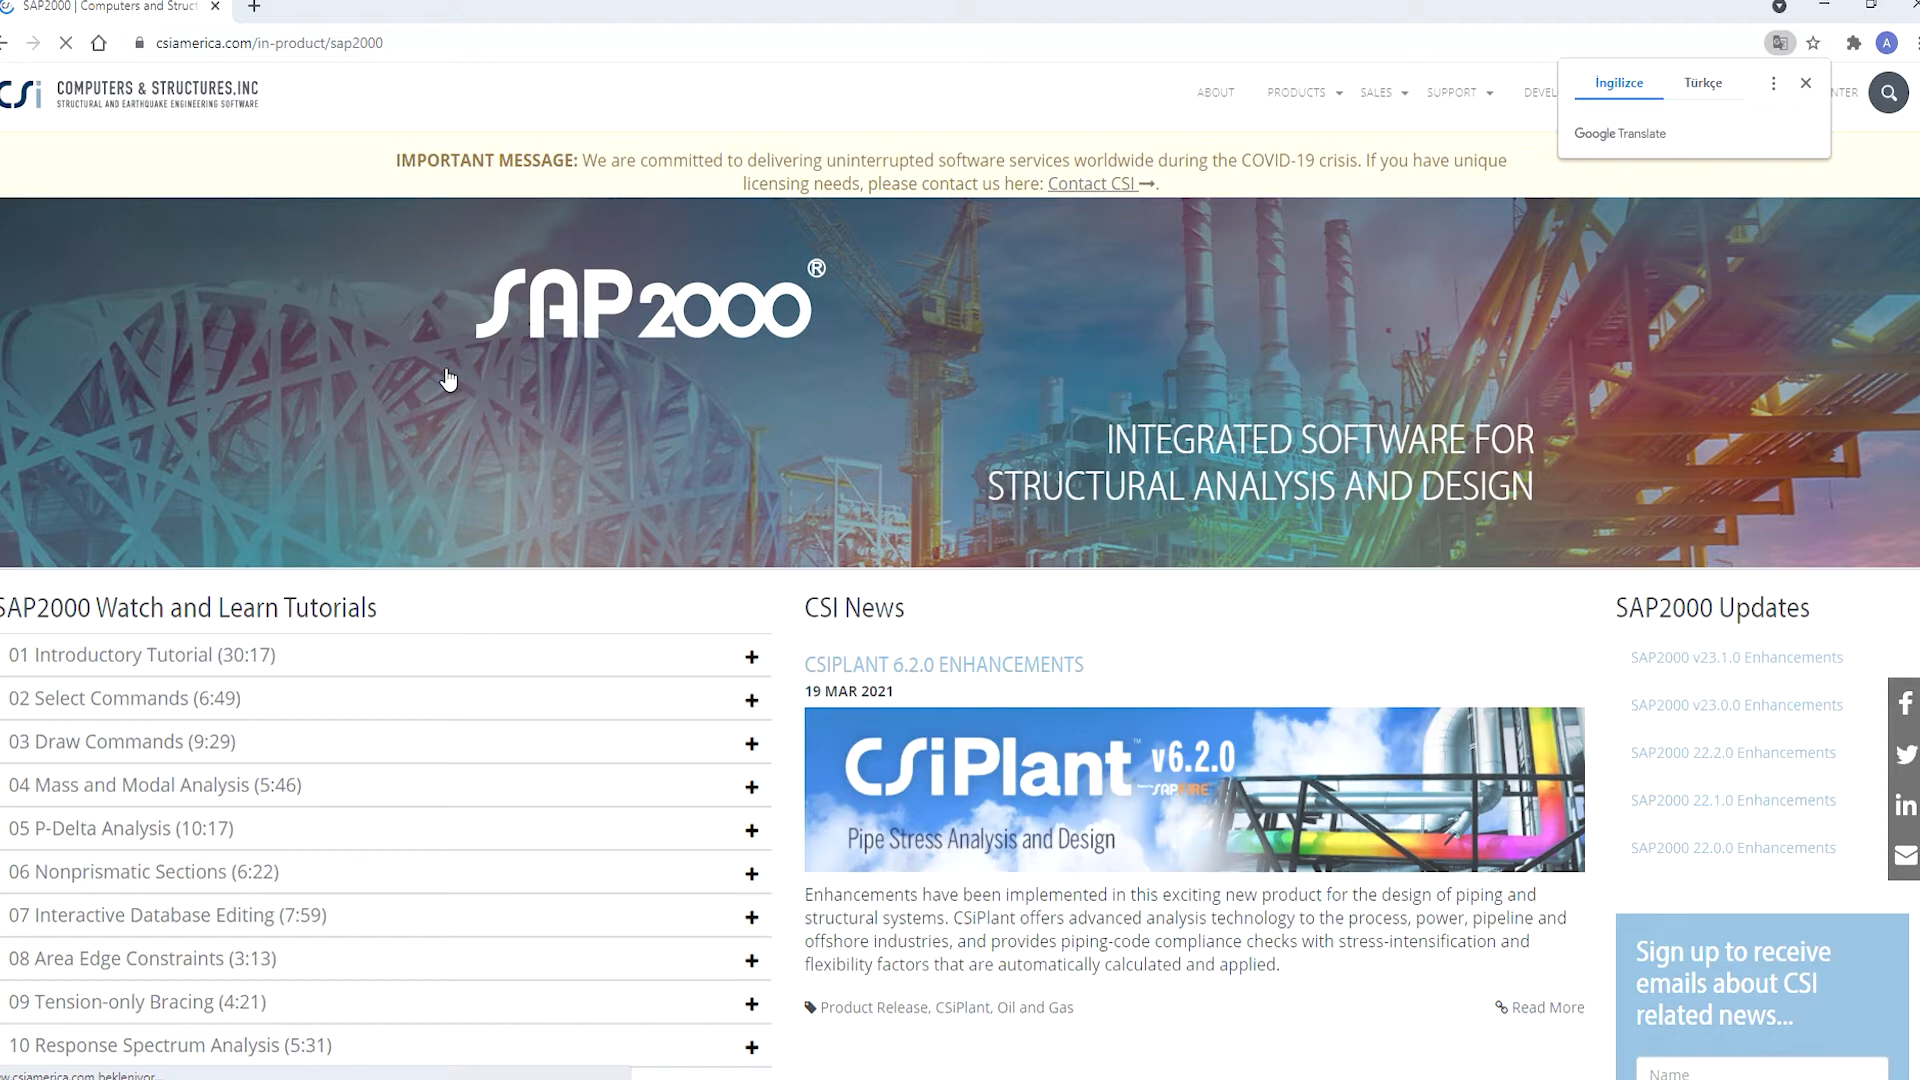 SAP2000 | Computers and Struct
csiamerica.com/in-product/sap2000
A
CSi
COMPUTERS & STRUCTURES, INC
STRUCTURAL AND EARTHQUAKE ENGINEERING SOFTWARE
ABOUT
PRODUCTS
SALES
SUPPORT
DEVEL
NTER
İngilizce
Türkçe
Google Translate
IMPORTANT MESSAGE: We are committed to delivering uninterrupted software services worldwide during the COVID-19 crisis. If you have unique
licensing needs, please contact us here: Contact CSI →.
SAP2000®
INTEGRATED SOFTWARE FOR
STRUCTURAL ANALYSIS AND DESIGN
SAP2000 Watch and Learn Tutorials
01 Introductory Tutorial (30:17)
02 Select Commands (6:49)
03 Draw Commands (9:29)
04 Mass and Modal Analysis (5:46)
05 P-Delta Analysis (10:17)
06 Nonprismatic Sections (6:22)
07 Interactive Database Editing (7:59)
08 Area Edge Constraints (3:13)
09 Tension-only Bracing (4:21)
10 Response Spectrum Analysis (5:31)
w.csiamerica.com bekleniyor...
CSI News
CSIPLANT 6.2.0 ENHANCEMENTS
19 MAR 2021
CSiPlant™ v6.2.0
Powered by SAPFIRE
Pipe Stress Analysis and Design
Enhancements have been implemented in this exciting new product for the design of piping and
structural systems. CSiPlant offers advanced analysis technology to the process, power, pipeline and
offshore industries, and provides piping-code compliance checks with stress-intensification and
flexibility factors that are automatically calculated and applied.
Product Release, CSiPlant, Oil and Gas
Read More
SAP2000 Updates
SAP2000 v23.1.0 Enhancements
SAP2000 v23.0.0 Enhancements
SAP2000 22.2.0 Enhancements
SAP2000 22.1.0 Enhancements
SAP2000 22.0.0 Enhancements
Sign up to receive
emails about CSI
related news...
Name